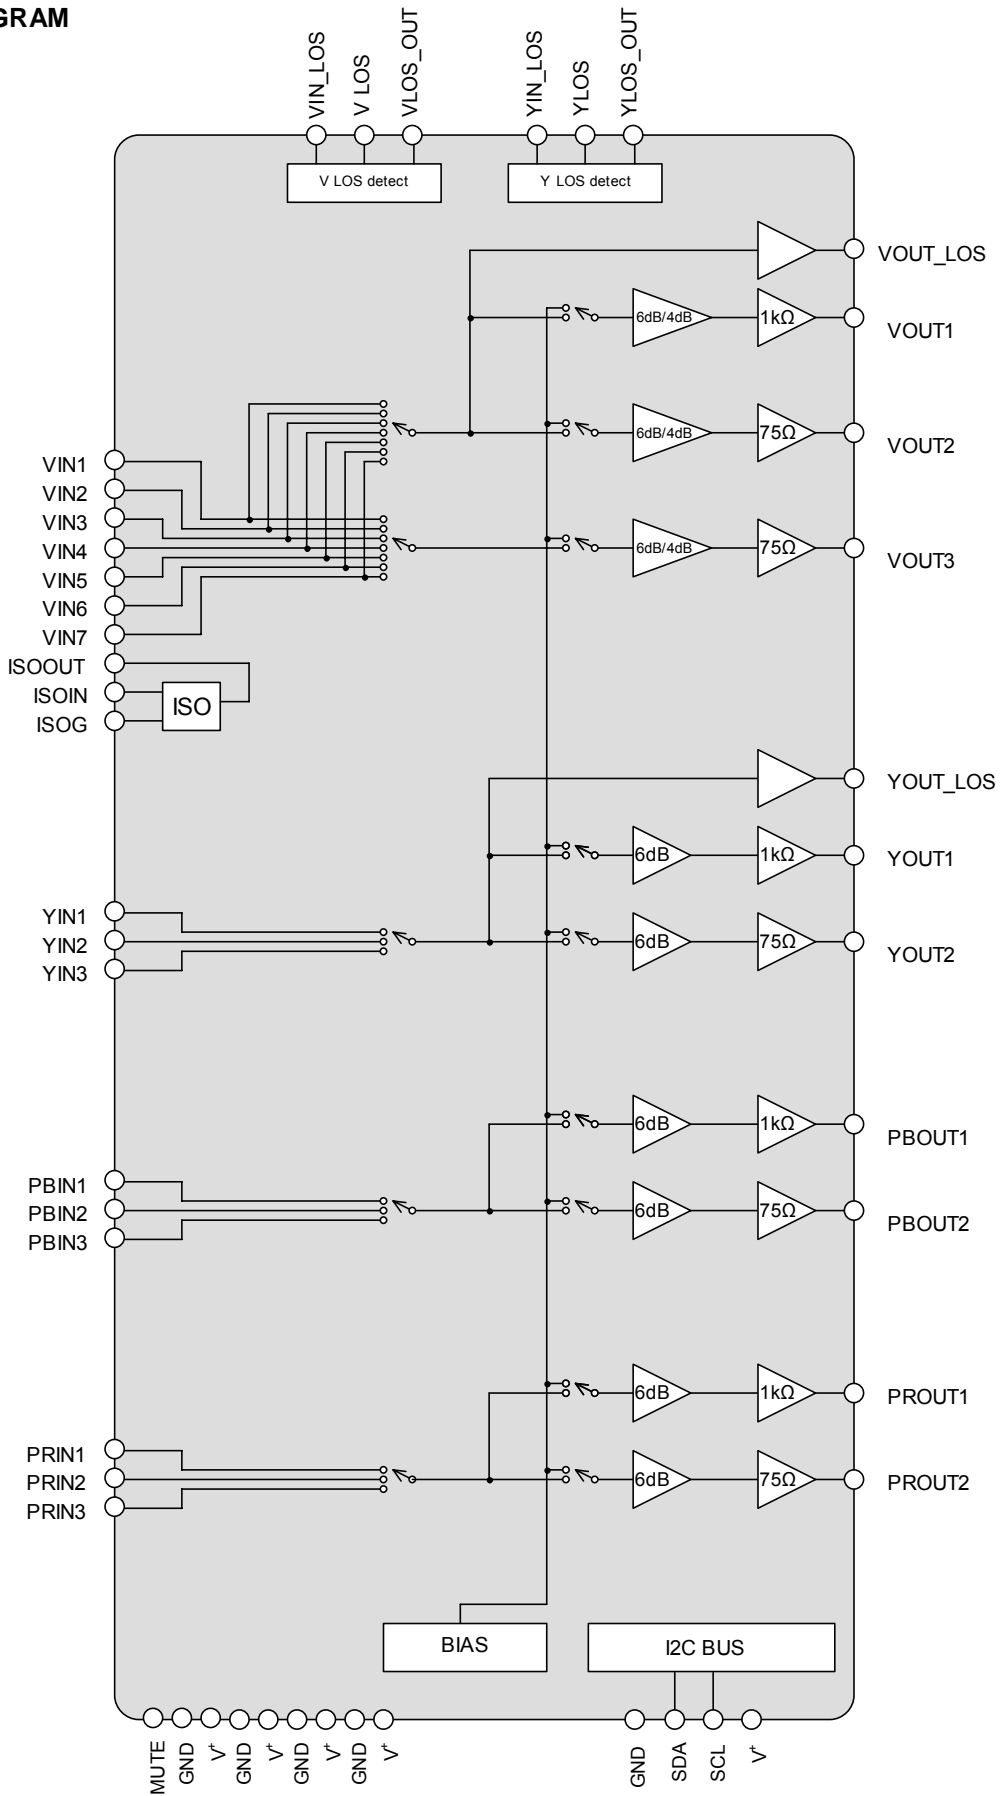 GRAM
VIN_LOS
V LOS
VLOS_OUT
YIN_LOS
YLOS
YLOS_OUT
V LOS detect
Y LOS detect
VOUT_LOS
6dB/4dB
1kΩ
VOUT1
6dB/4dB
75Ω
VOUT2
VIN1
VIN2
VIN3
VIN4
VIN5
VIN6
VIN7
6dB/4dB
75Ω
VOUT3
ISOOUT
ISOIN
ISOG
ISO
YOUT_LOS
6dB
1kΩ
YOUT1
YIN1
YIN2
YIN3
6dB
75Ω
YOUT2
6dB
1kΩ
PBOUT1
PBIN1
PBIN2
PBIN3
6dB
75Ω
PBOUT2
6dB
1kΩ
PROUT1
PRIN1
PRIN2
PRIN3
6dB
75Ω
PROUT2
BIAS
I2C BUS
MUTE
GND
V+
GND
V+
GND
V+
GND
V+
GND
SDA
SCL
V+